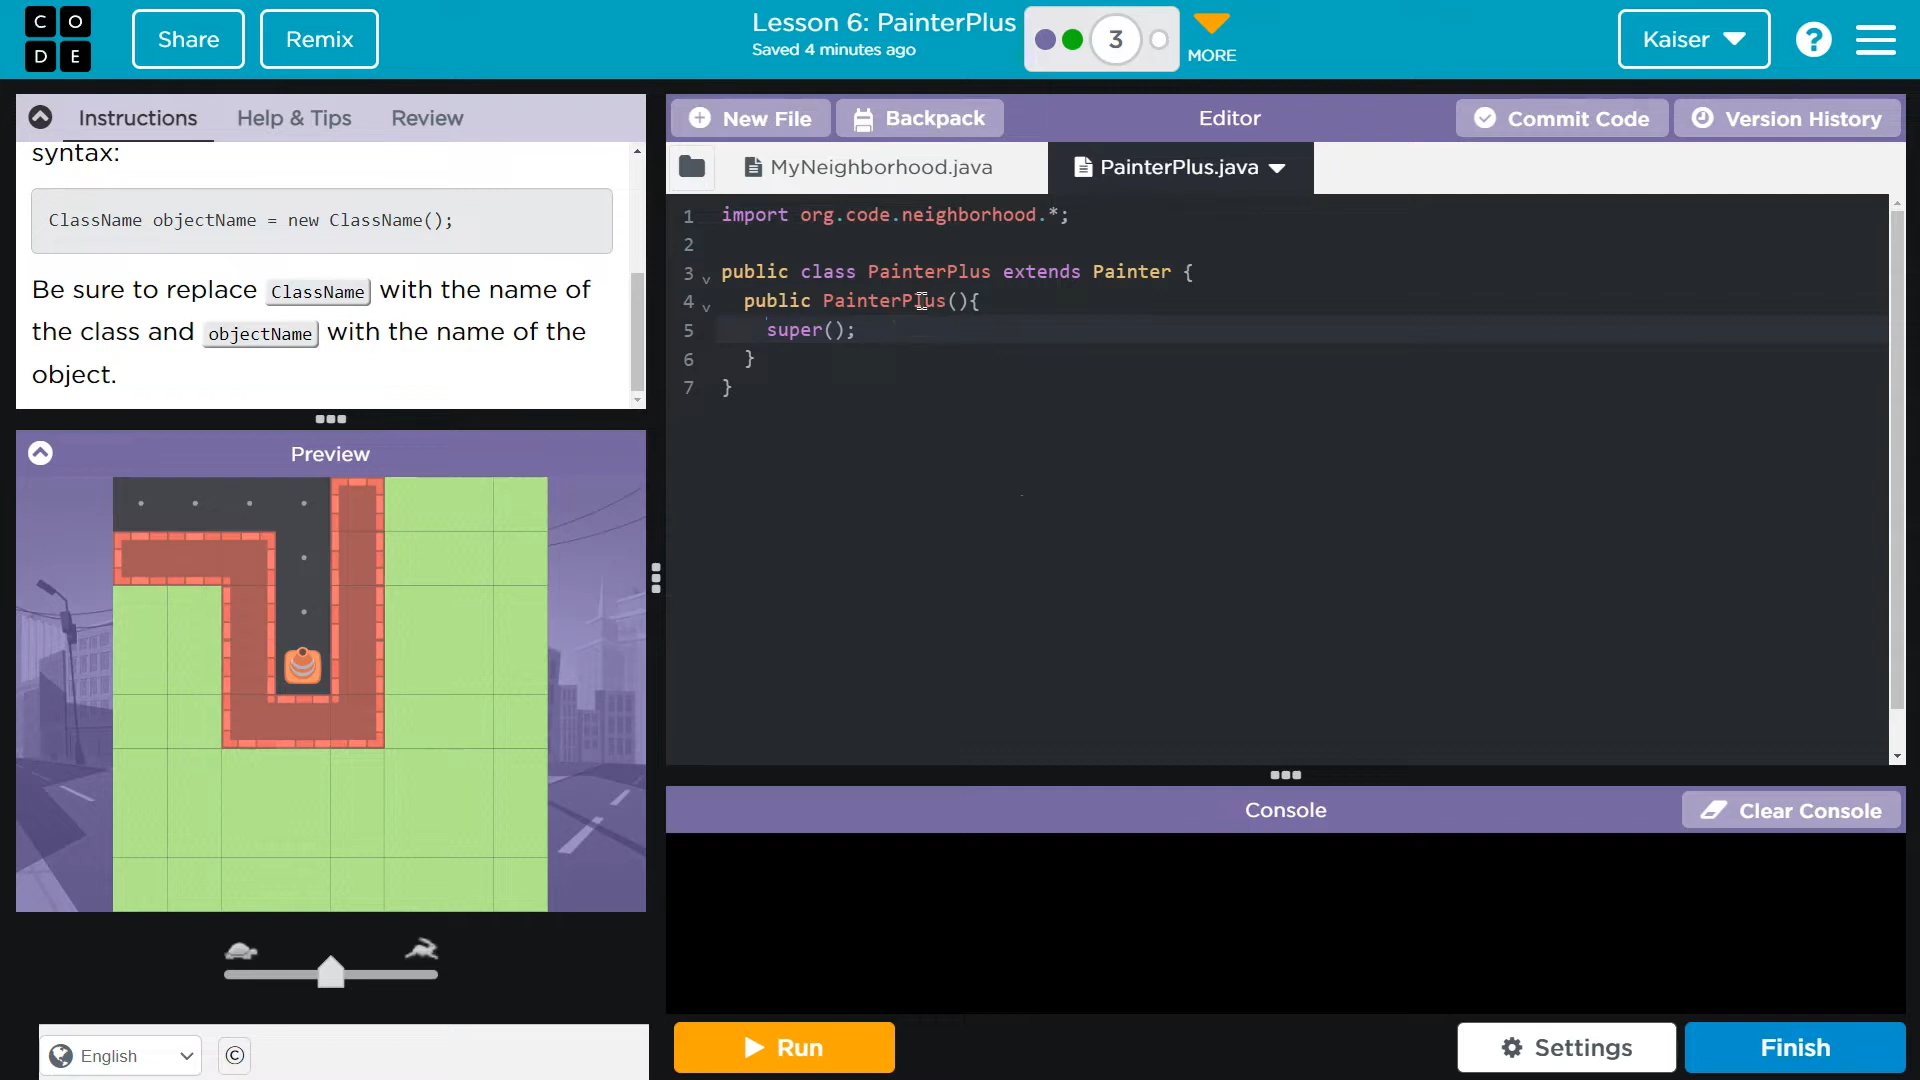 CODE
Share
Remix
Lesson 6: PainterPlus
Saved 4 minutes ago
3
MORE
Kaiser
?
Instructions
Help & Tips
Review
syntax:
ClassName objectName = new ClassName();
Be sure to replace ClassName with the name of
the class and objectName with the name of the
object.
Preview
English
©
New File
Backpack
Editor
Commit Code
Version History
MyNeighborhood.java
PainterPlus.java
1 import org.code.neighborhood.*;
2
3 public class PainterPlus extends Painter {
4 public PainterPlus(){
5 super();
6 }
7 }
Console
Clear Console
Run
Settings
Finish